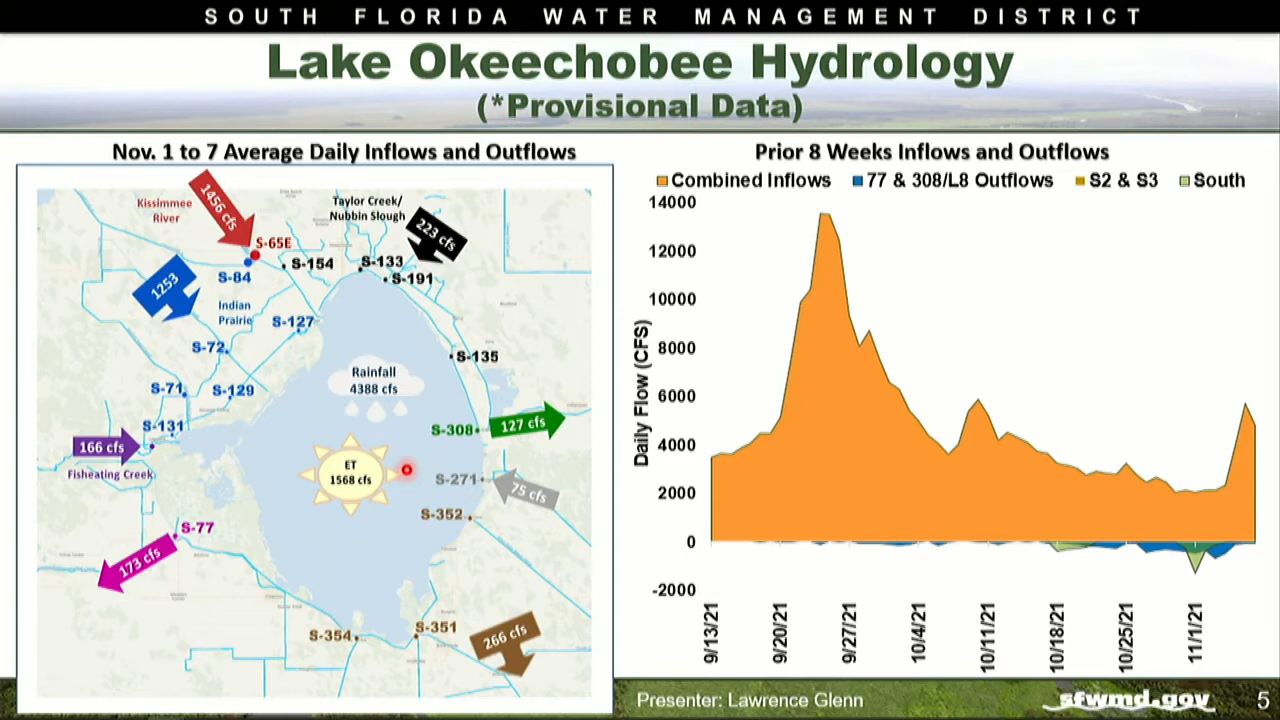 SOUTH FLORIDA WATER MANAGEMENT DISTRICT
Lake Okeechobee Hydrology
(*Provisional Data)
Nov. 1 to 7 Average Daily Inflows and Outflows
Kissimmee
River
1456 cfs
S-65E
S-84
1253
Indian
Prairie
S-154
Taylor Creek/
Nubbin Slough
223 cfs
S-133
S-191
S-127
S-72
S-135
Rainfall
4388 cfs
S-71
S-129
S-131
166 cfs
Fisheating Creek
S-308
127 cfs
ET
1568 cfs
S-271
75 cfs
S-352
S-77
173 cfs
S-354
S-351
266 cfs
Prior 8 Weeks Inflows and Outflows
Combined Inflows 77 & 308/L8 Outflows S2 & S3 South
Daily Flow (CFS)
14000
12000
10000
8000
6000
4000
2000
0
-2000
9/13/21
9/20/21
9/27/21
10/4/21
10/11/21
10/18/21
10/25/21
11/1/21
Presenter: Lawrence Glenn
sfwmd.gov
5